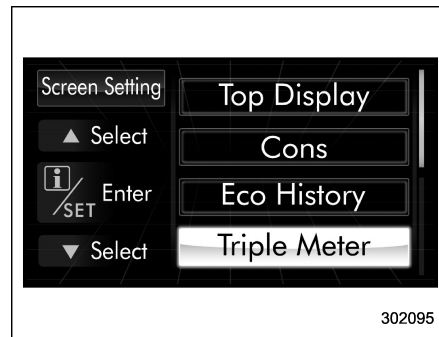 Screen Setting
Top Display
▲ Select
Cons
i/SET Enter
Eco History
▼ Select
Triple Meter
302095